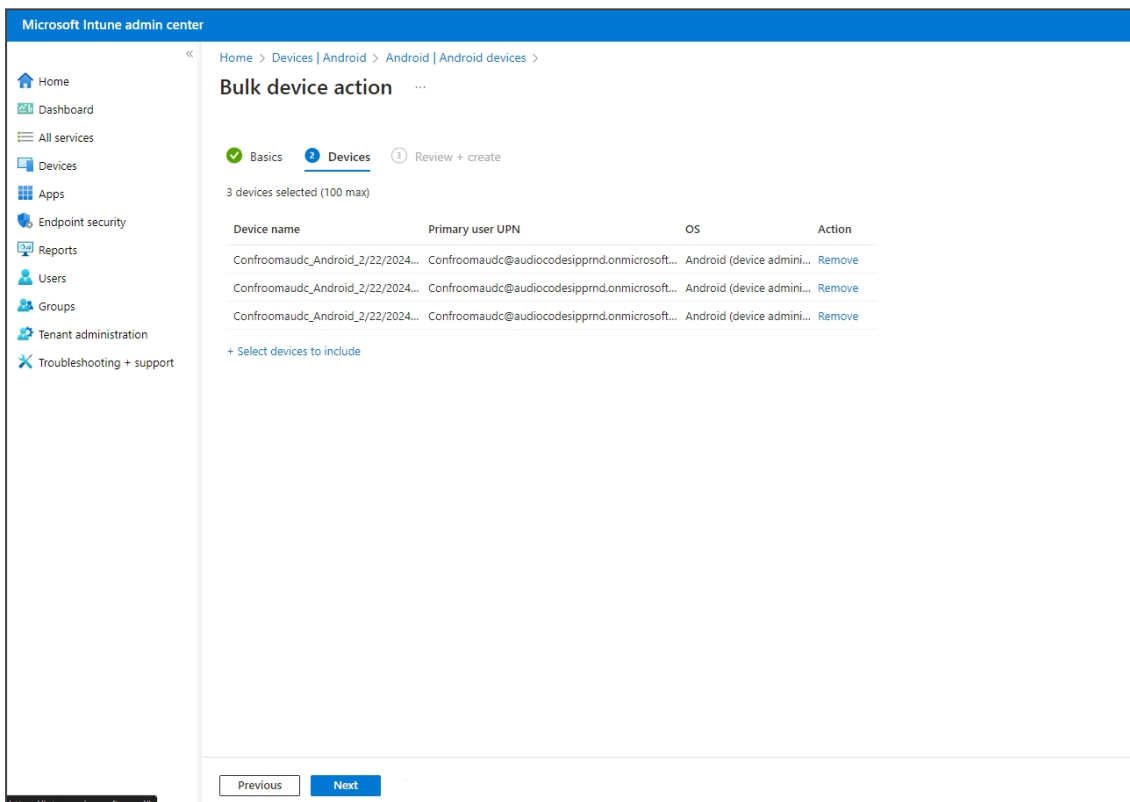 Microsoft Intune admin center
«
Home > Devices | Android > Android | Android devices >
Bulk device action ...
Home
Dashboard
All services
Devices
Apps
Endpoint security
Reports
Users
Groups
Tenant administration
Troubleshooting + support
Basics 2 Devices 3 Review + create
3 devices selected (100 max)
Device name Primary user UPN OS Action
Confroomaudc_Android_2/22/2024... Confroomaudc@audiocodesipprnd.onmicrosoft... Android (device admini... Remove
Confroomaudc_Android_2/22/2024... Confroomaudc@audiocodesipprnd.onmicrosoft... Android (device admini... Remove
Confroomaudc_Android_2/22/2024... Confroomaudc@audiocodesipprnd.onmicrosoft... Android (device admini... Remove
+ Select devices to include
Previous Next